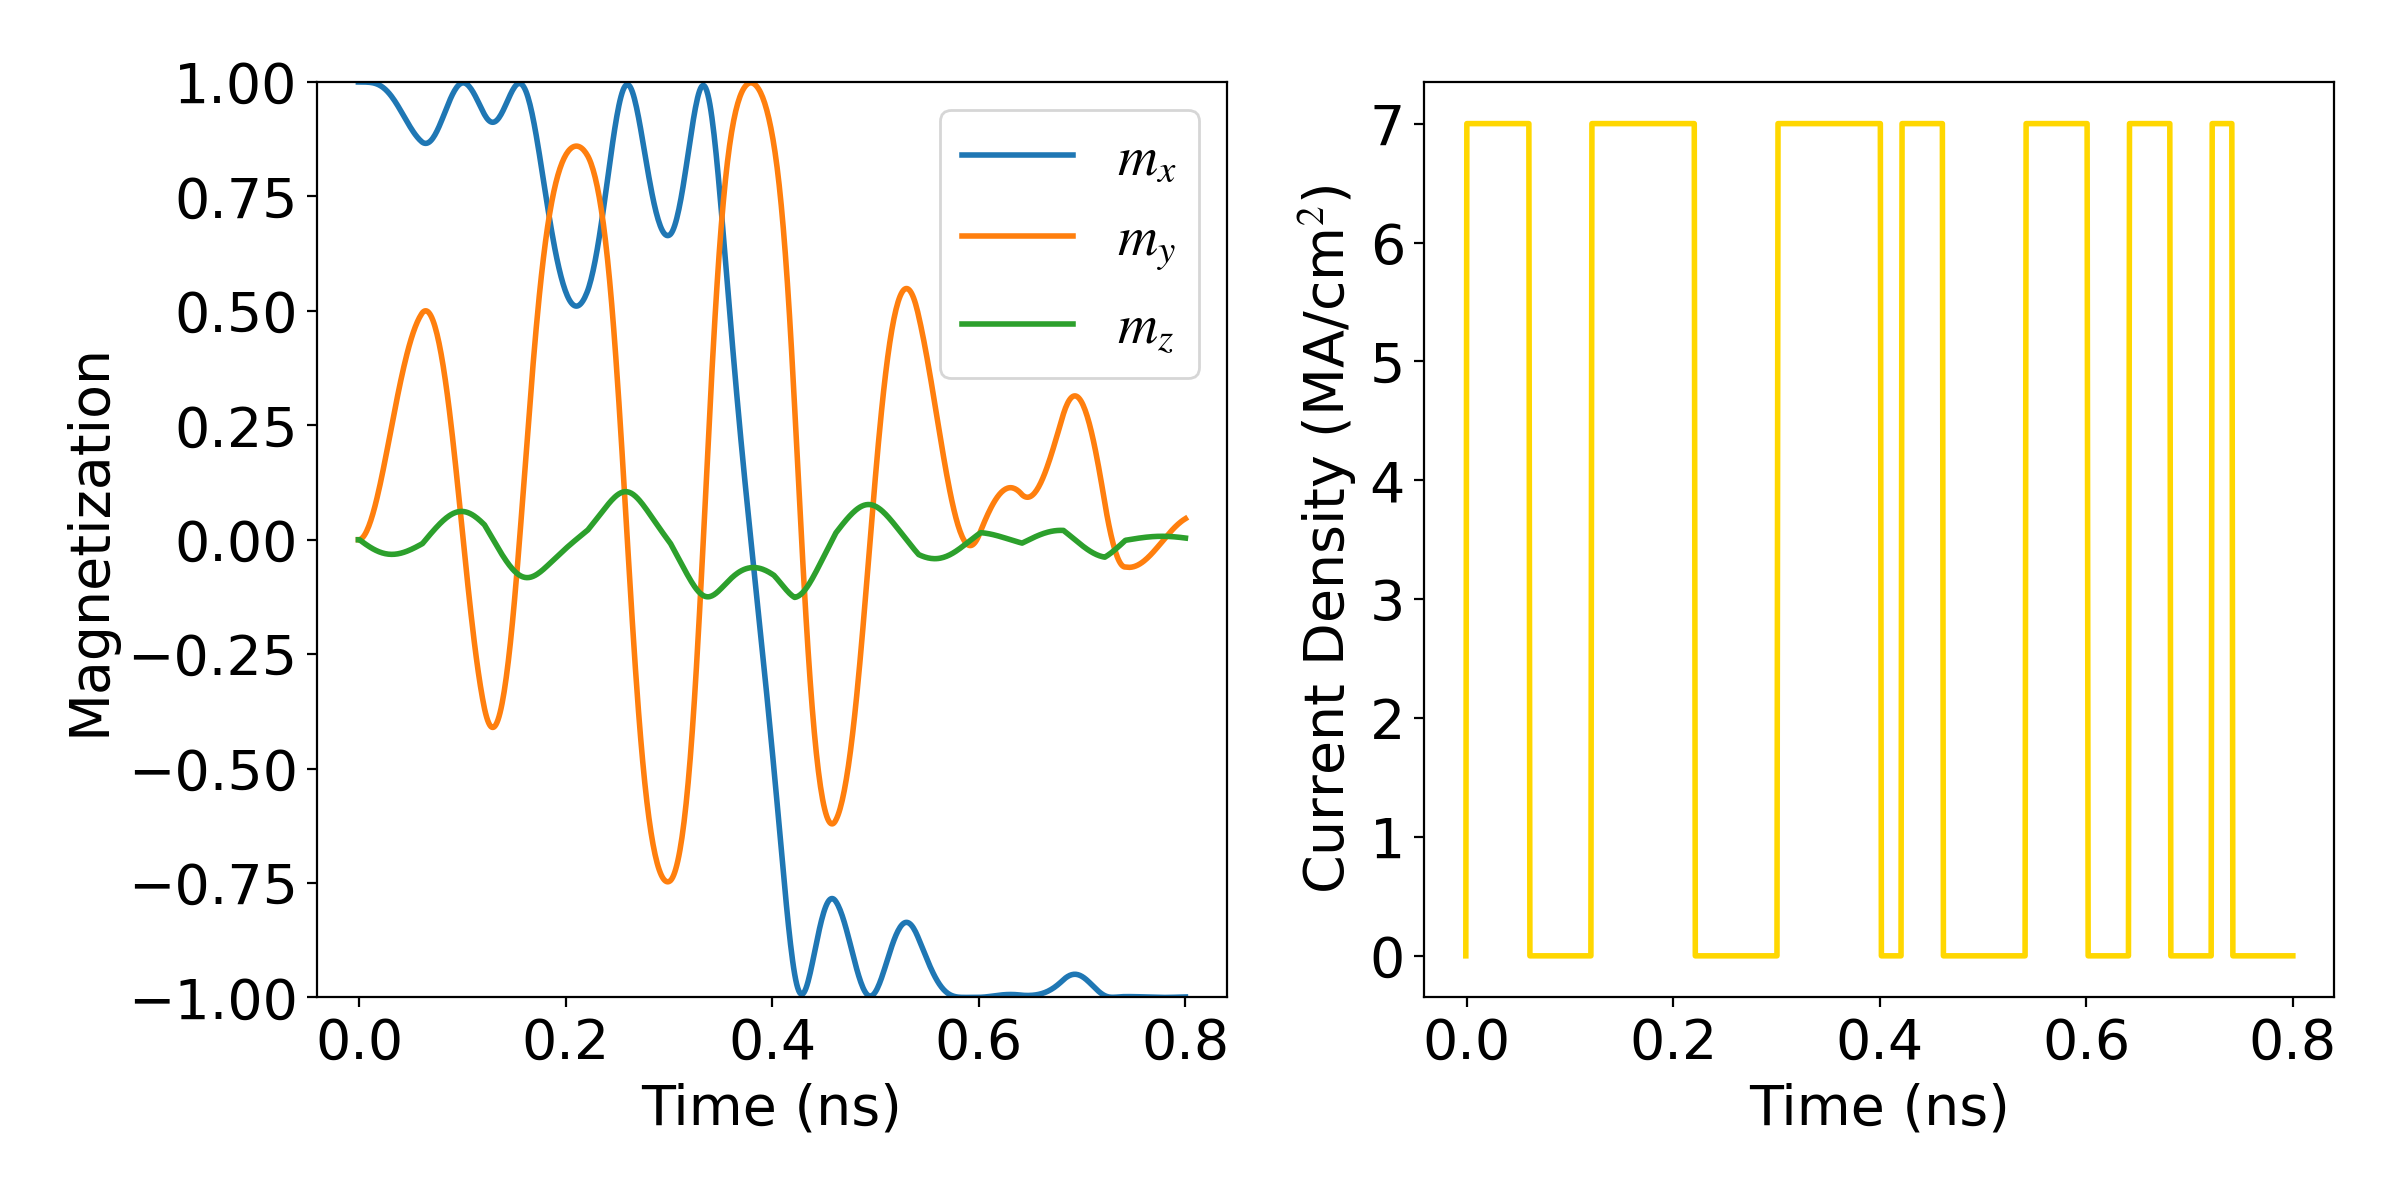 1.00
0.75
0.50
0.25
0.00
−0.25
−0.50
−0.75
−1.00
Magnetization
0.0 0.2 0.4 0.6 0.8
Time (ns)
m_x
m_y
m_z
7
6
5
4
3
2
1
0
Current Density (MA/cm²)
0.0 0.2 0.4 0.6 0.8
Time (ns)